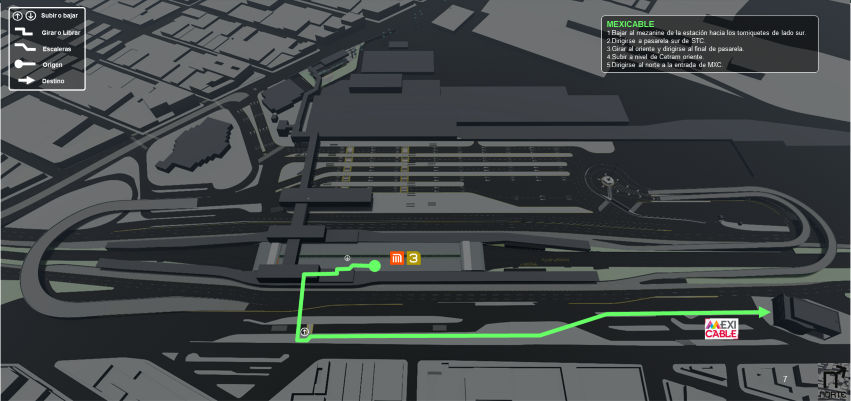 Subir o bajar
Girar o Librar
Escaleras
Origen
Destino
MEXICABLE
1.Bajar al mezanine de la estación hacia los torniquetes de lado sur.
2.Dirigirse a pasarela sur de STC.
3.Girar al oriente y dirigirse al final de pasarela.
4.Subir a nivel de Cetram oriente.
5.Dirigirse al norte a la entrada de MXC.
3
MEXI
CABLE
7
NORTE